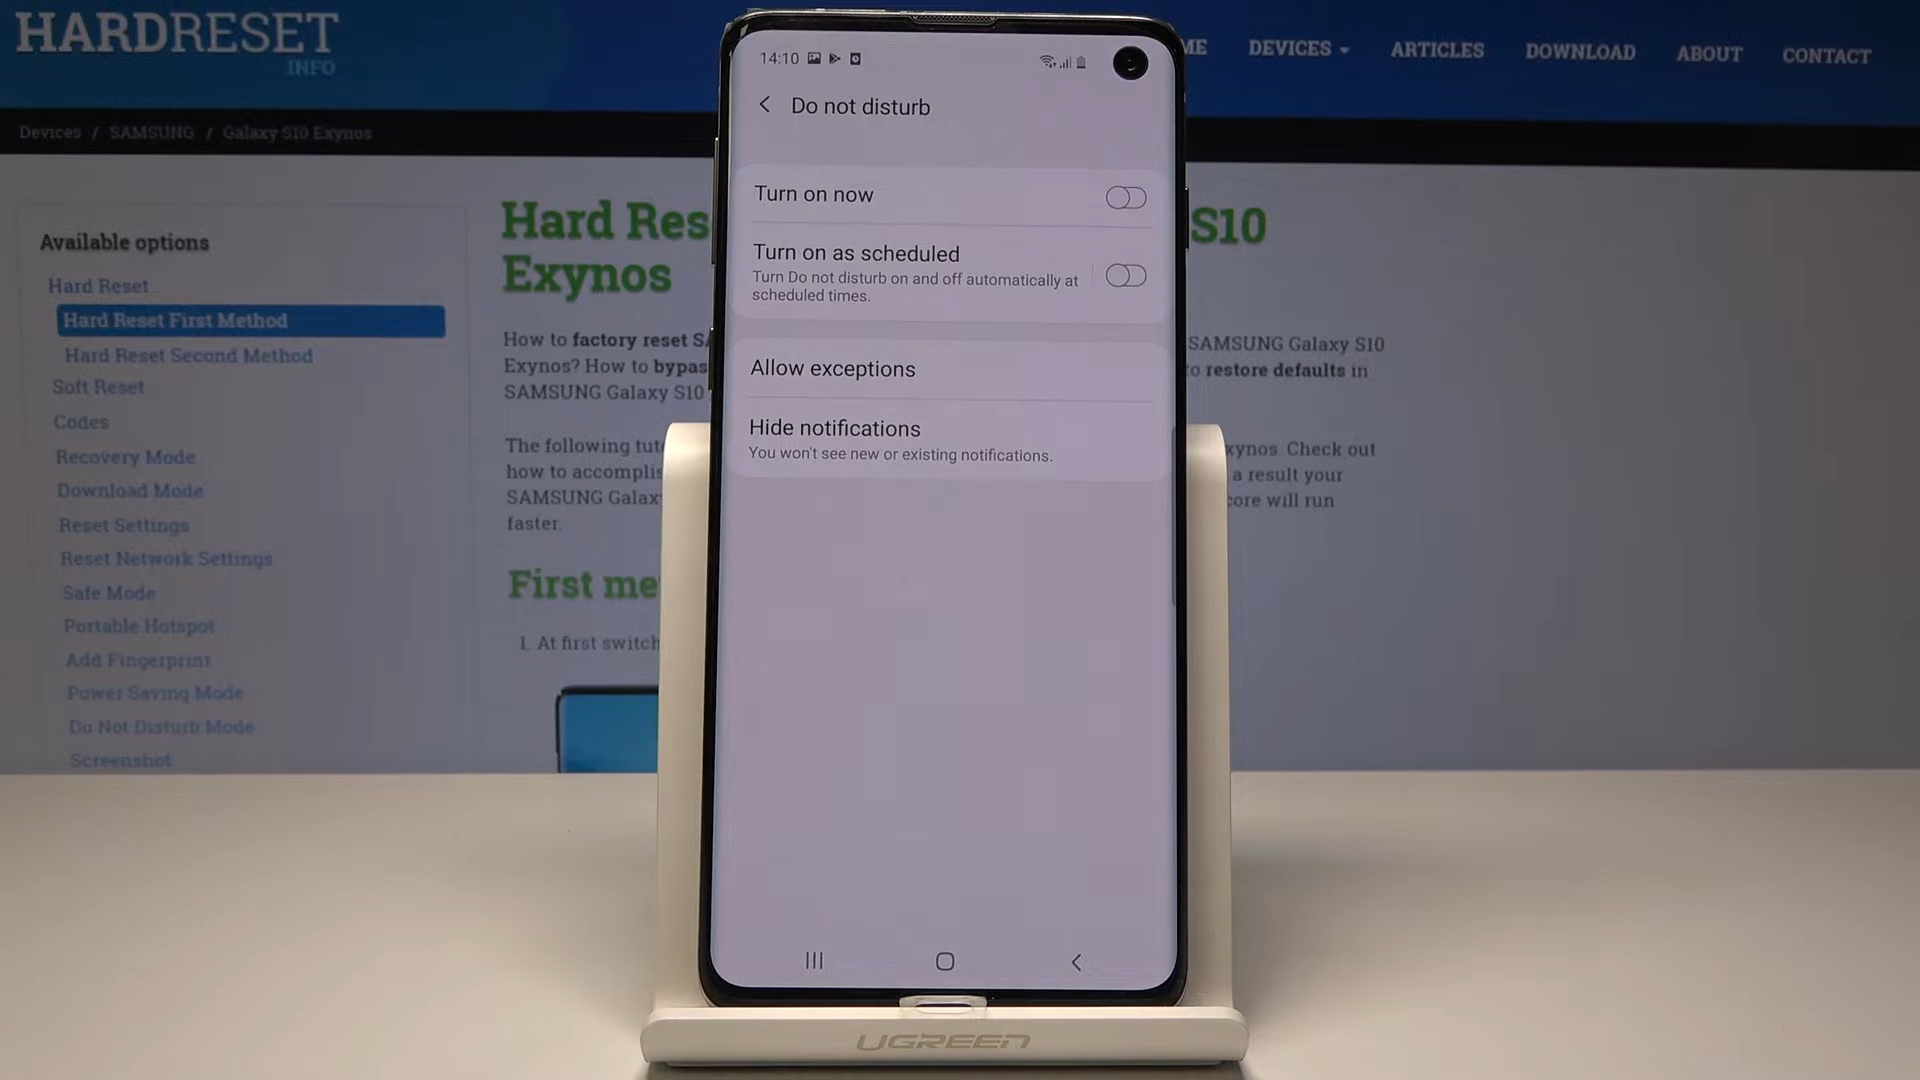 HARDRESET
.INFO
DEVICES
ARTICLES
DOWNLOAD
ABOUT
CONTACT
Devices / SAMSUNG / Galaxy S10 Exynos
Available options
Hard Reset
Hard Reset First Method
Hard Reset Second Method
Soft Reset
Codes
Recovery Mode
Download Mode
Reset Settings
Reset Network Settings
Safe Mode
Portable Hotspot
Add Fingerprint
Power Saving Mode
Do Not Disturb Mode
Screenshot
Hard Res
S10
Exynos
How to factory reset SA
SAMSUNG Galaxy S10
Exynos? How to bypas
to restore defaults in
SAMSUNG Galaxy S10
The following tut
xynos. Check out
how to accomplis
a result your
SAMSUNG Galax
core will run
faster.
First me
1. At first switch
14:10
Do not disturb
Turn on now
Turn on as scheduled
Turn Do not disturb on and off automatically at
scheduled times.
Allow exceptions
Hide notifications
You won't see new or existing notifications.
UGREEN